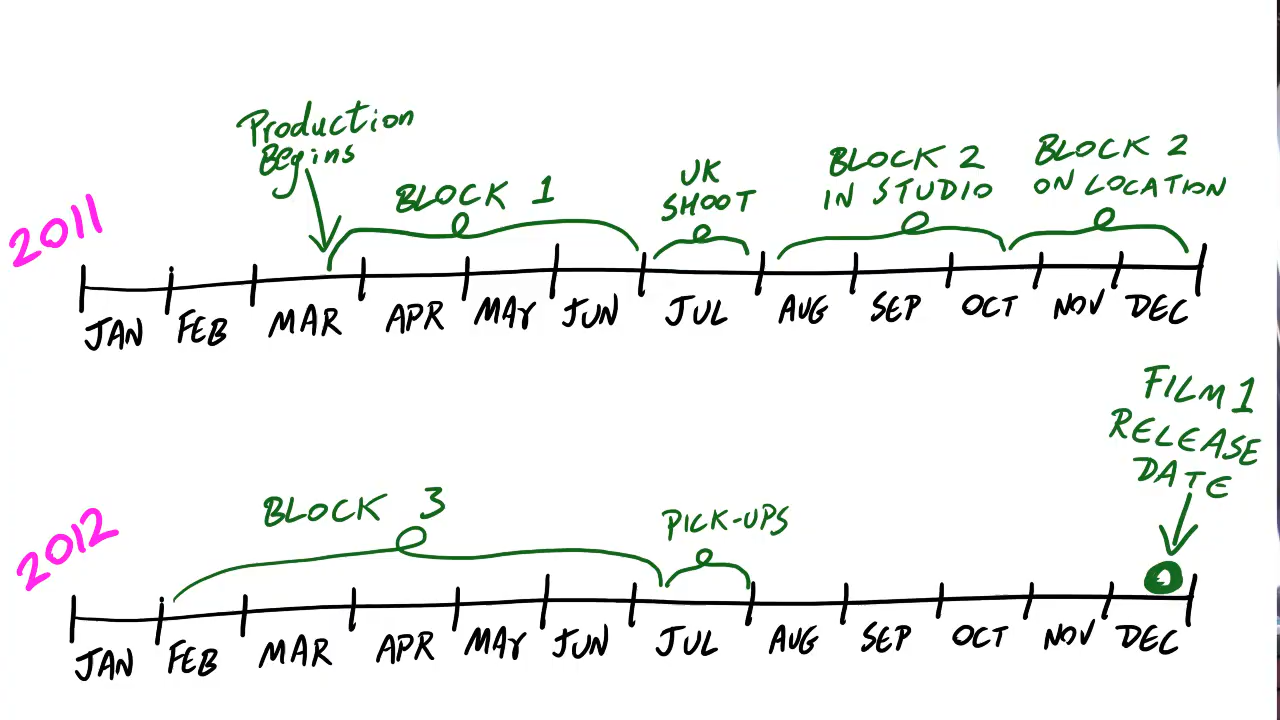 Production
Begins
BLOCK 1
UK
SHOOT
BLOCK 2
IN STUDIO
BLOCK 2
ON LOCATION
2011
JAN FEB MAR APR MAY JUN JUL AUG SEP OCT NOV DEC
FILM 1
RELEASE
DATE
BLOCK 3
PICK-UPS
2012
JAN FEB MAR APR MAY JUN JUL AUG SEP OCT NOV DEC